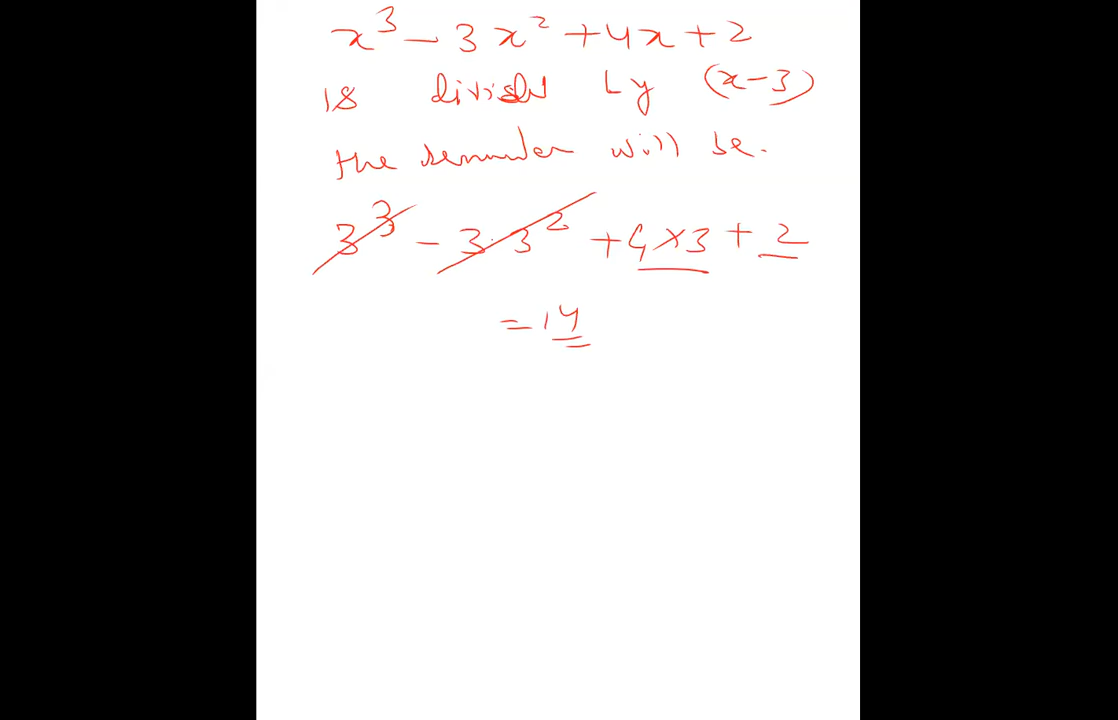 x³ - 3x² + 4x + 2
is divided by (x-3)
the remainder will be.
3³ - 3·3² + 4×3 + 2
= 14